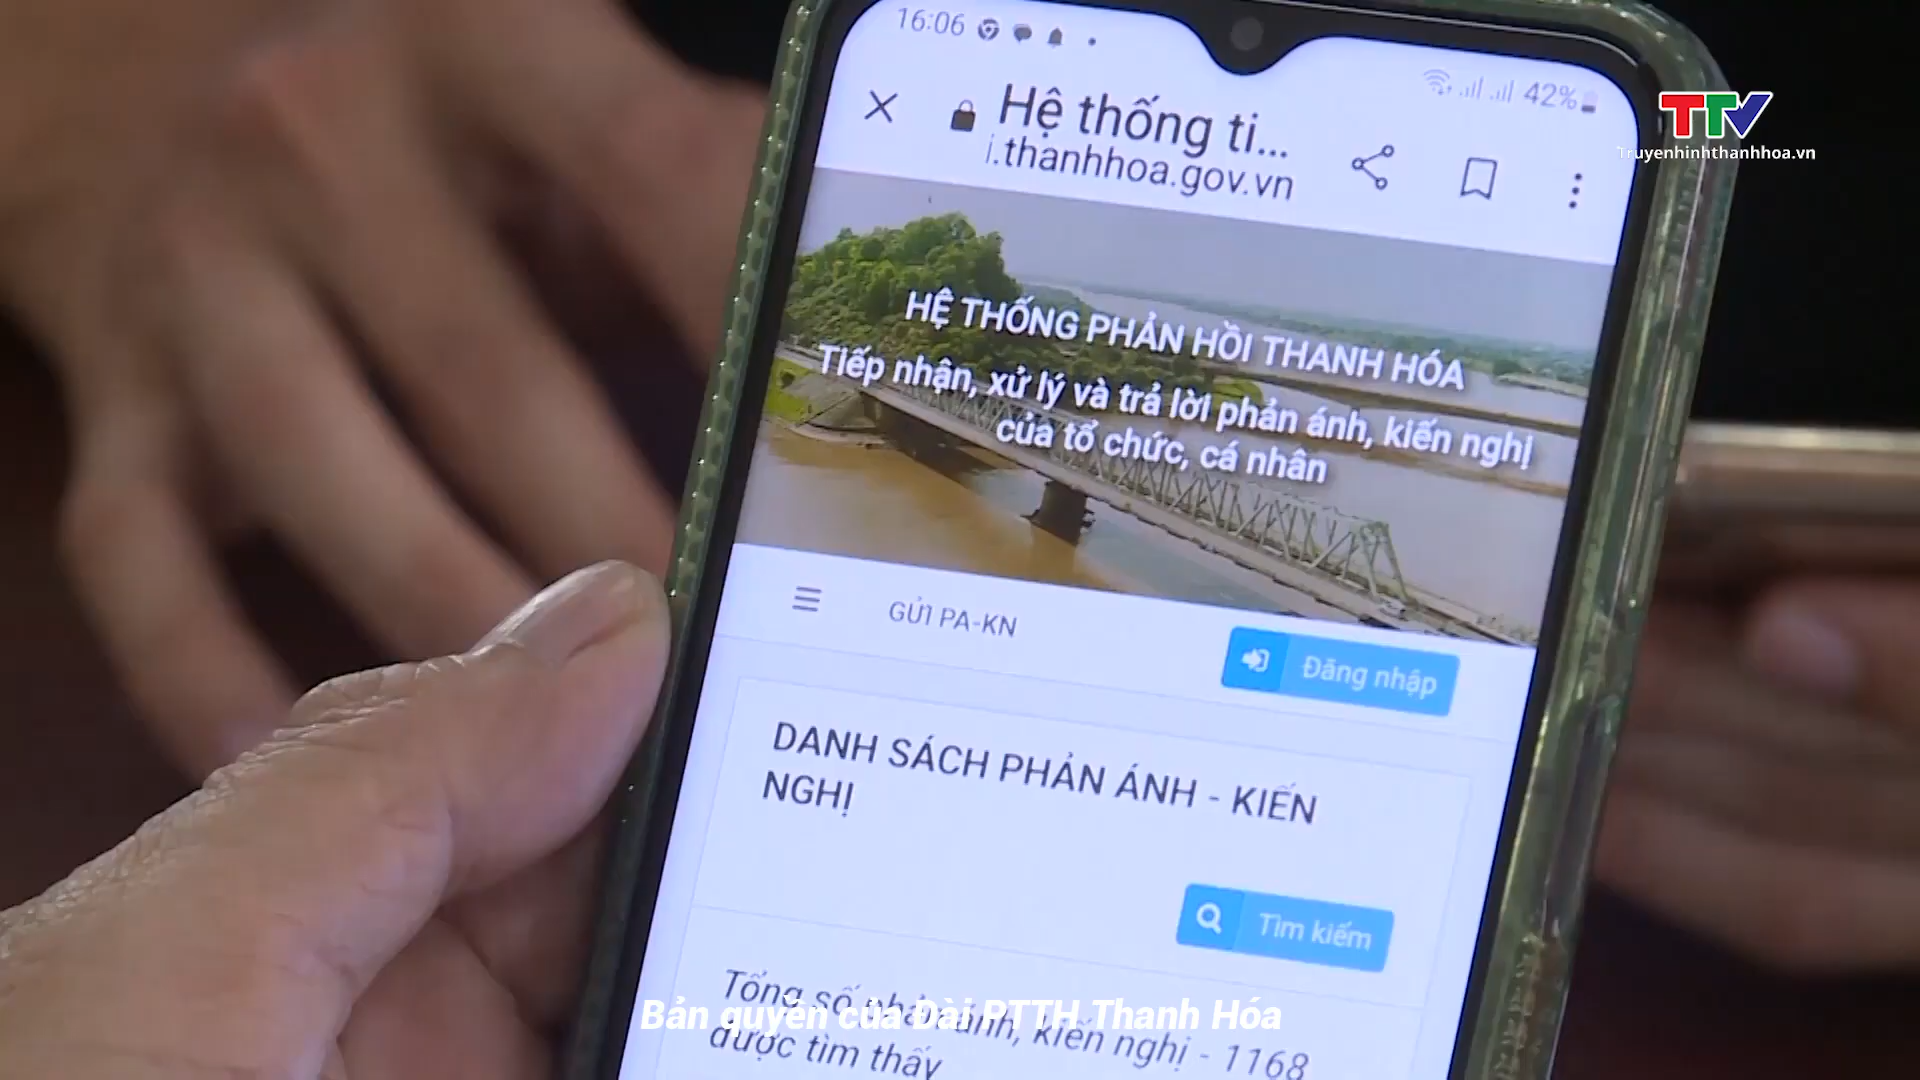 16:06
42%
Hệ thống ti...
i.thanhhoa.gov.vn
TTV
Truyenhinhthanhhoa.vn
HỆ THỐNG PHẢN HỒI THANH HÓA
Tiếp nhận, xử lý và trả lời phản ánh, kiến nghị
của tổ chức, cá nhân
GỬI PA-KN
Đăng nhập
DANH SÁCH PHẢN ÁNH - KIẾN
NGHỊ
Tìm kiếm
Tổng số phản ánh, kiến nghị - 1168
được tìm thấy
Bản quyền của Đài PTTH Thanh Hóa